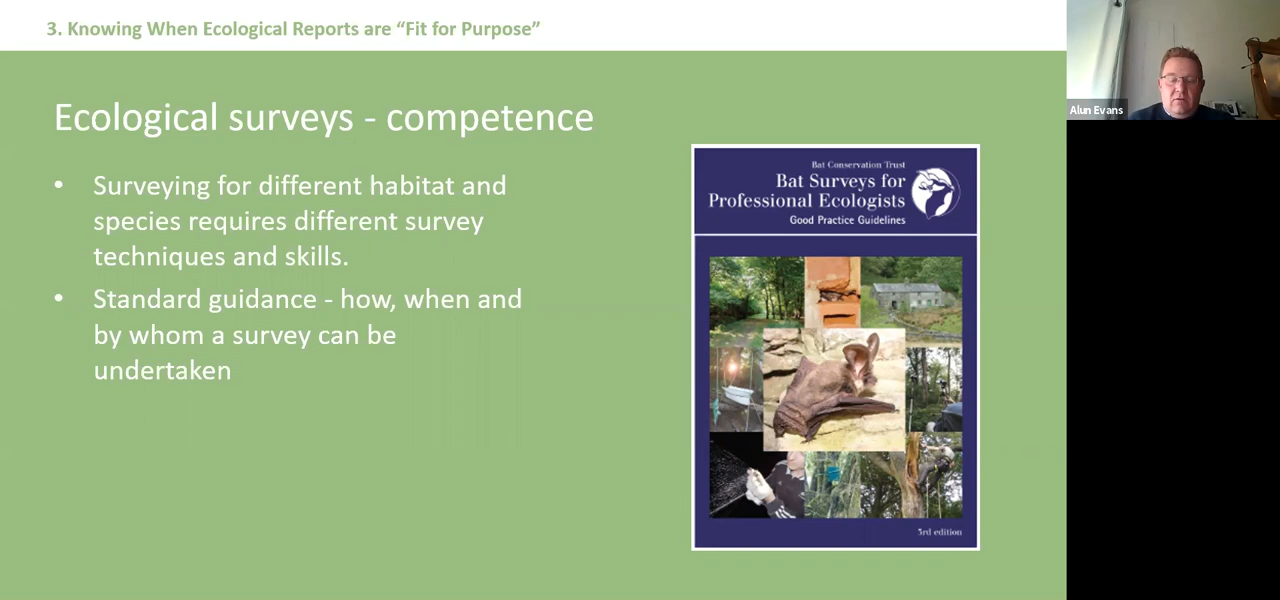 3. Knowing When Ecological Reports are “Fit for Purpose”
Alun Evans
Ecological surveys - competence
• Surveying for different habitat and
species requires different survey
techniques and skills.
• Standard guidance - how, when and
by whom a survey can be
undertaken
Bat Conservation Trust
Bat Surveys for
Professional Ecologists
Good Practice Guidelines
3rd edition